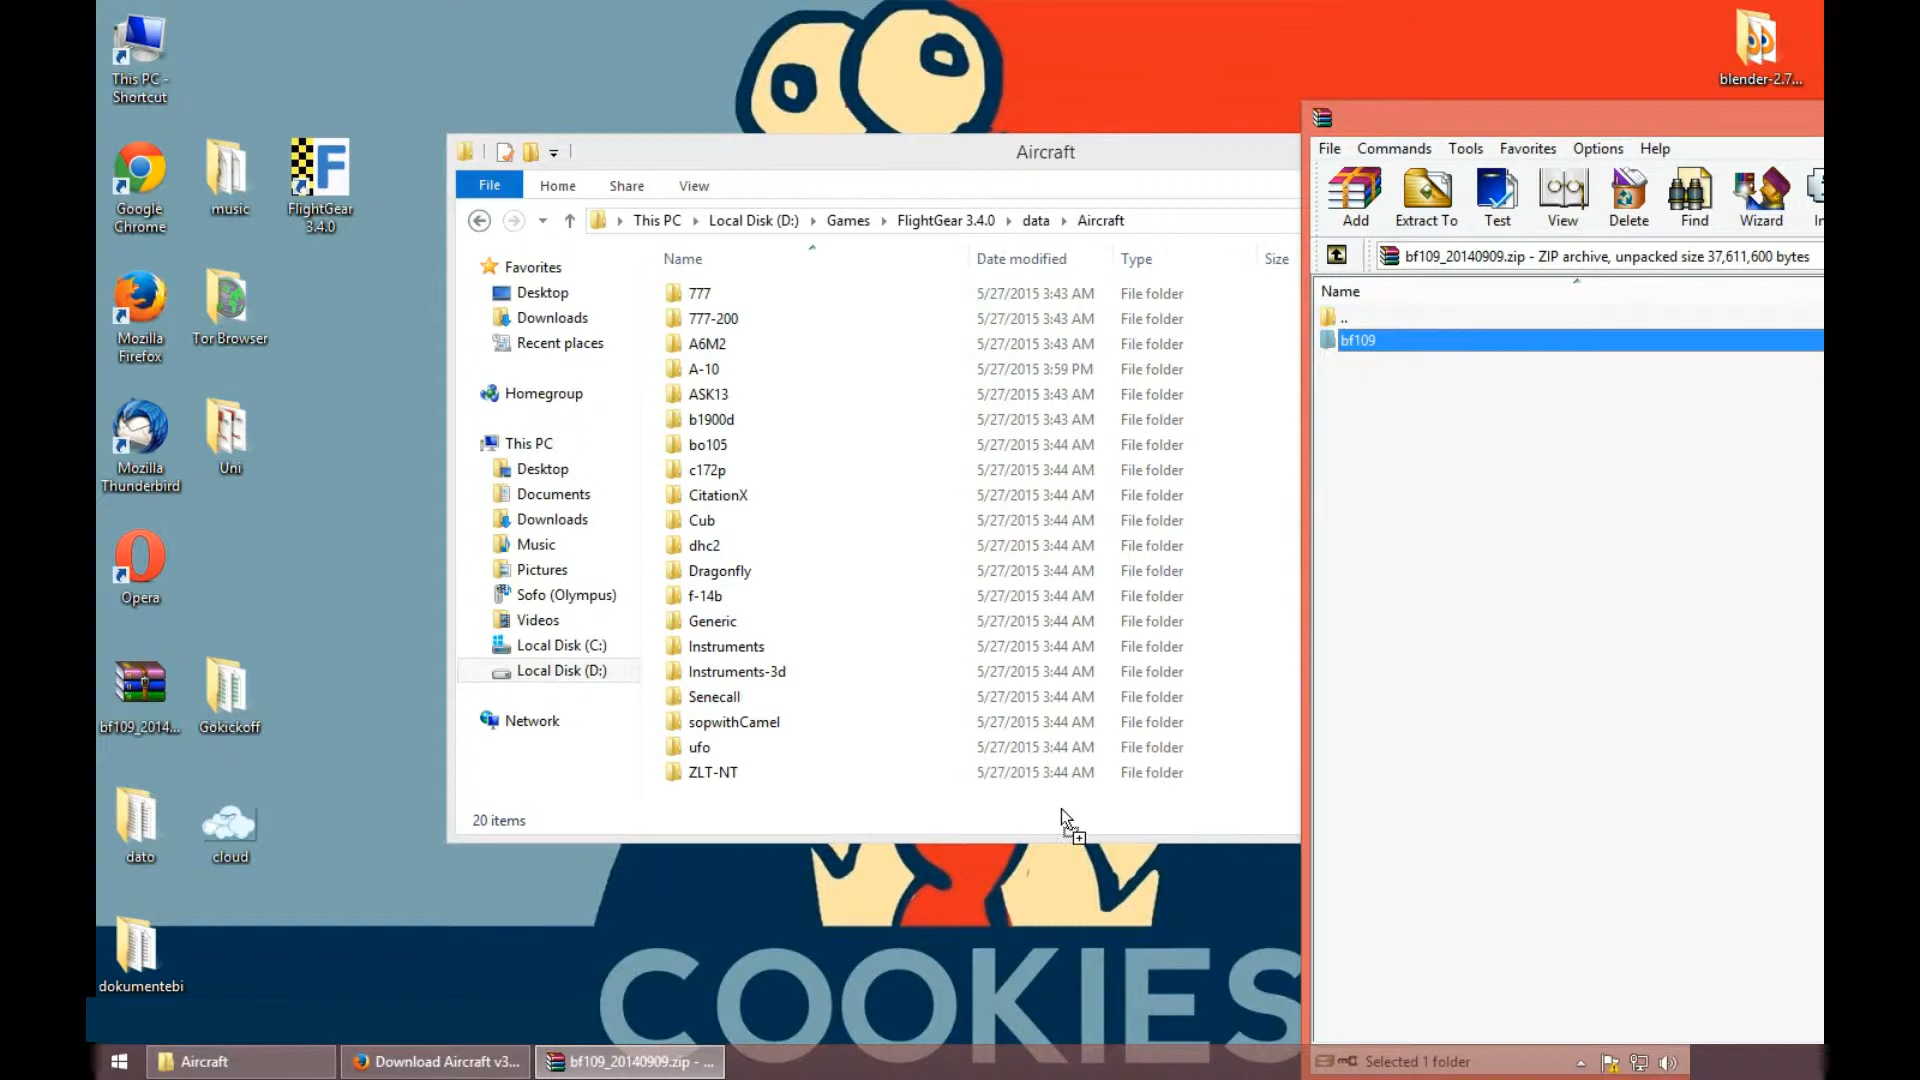 This PC -
Shortcut
Google
Chrome
music
FlightGear
3.4.0
Mozilla
Firefox
Tor Browser
Mozilla
Thunderbird
Uni
Opera
bf109_2014...
Gokickoff
dato
cloud
dokumentebi
blender-2.7...
COOKIES
Aircraft
File Home Share View
This PC Local Disk (D:) Games FlightGear 3.4.0 data Aircraft
Favorites
Desktop
Downloads
Recent places
Homegroup
This PC
Desktop
Documents
Downloads
Music
Pictures
Sofo (Olympus)
Videos
Local Disk (C:)
Local Disk (D:)
Network
Name Date modified Type Size
777 5/27/2015 3:43 AM File folder
777-200 5/27/2015 3:43 AM File folder
A6M2 5/27/2015 3:43 AM File folder
A-10 5/27/2015 3:59 PM File folder
ASK13 5/27/2015 3:43 AM File folder
b1900d 5/27/2015 3:43 AM File folder
bo105 5/27/2015 3:44 AM File folder
c172p 5/27/2015 3:44 AM File folder
CitationX 5/27/2015 3:44 AM File folder
Cub 5/27/2015 3:44 AM File folder
dhc2 5/27/2015 3:44 AM File folder
Dragonfly 5/27/2015 3:44 AM File folder
f-14b 5/27/2015 3:44 AM File folder
Generic 5/27/2015 3:44 AM File folder
Instruments 5/27/2015 3:44 AM File folder
Instruments-3d 5/27/2015 3:44 AM File folder
Senecall 5/27/2015 3:44 AM File folder
sopwithCamel 5/27/2015 3:44 AM File folder
ufo 5/27/2015 3:44 AM File folder
ZLT-NT 5/27/2015 3:44 AM File folder
20 items
File Commands Tools Favorites Options Help
Add Extract To Test View Delete Find Wizard
bf109_20140909.zip - ZIP archive, unpacked size 37,611,600 bytes
Name
..
bf109
Selected 1 folder
Aircraft
Download Aircraft v3...
bf109_20140909.zip - ...